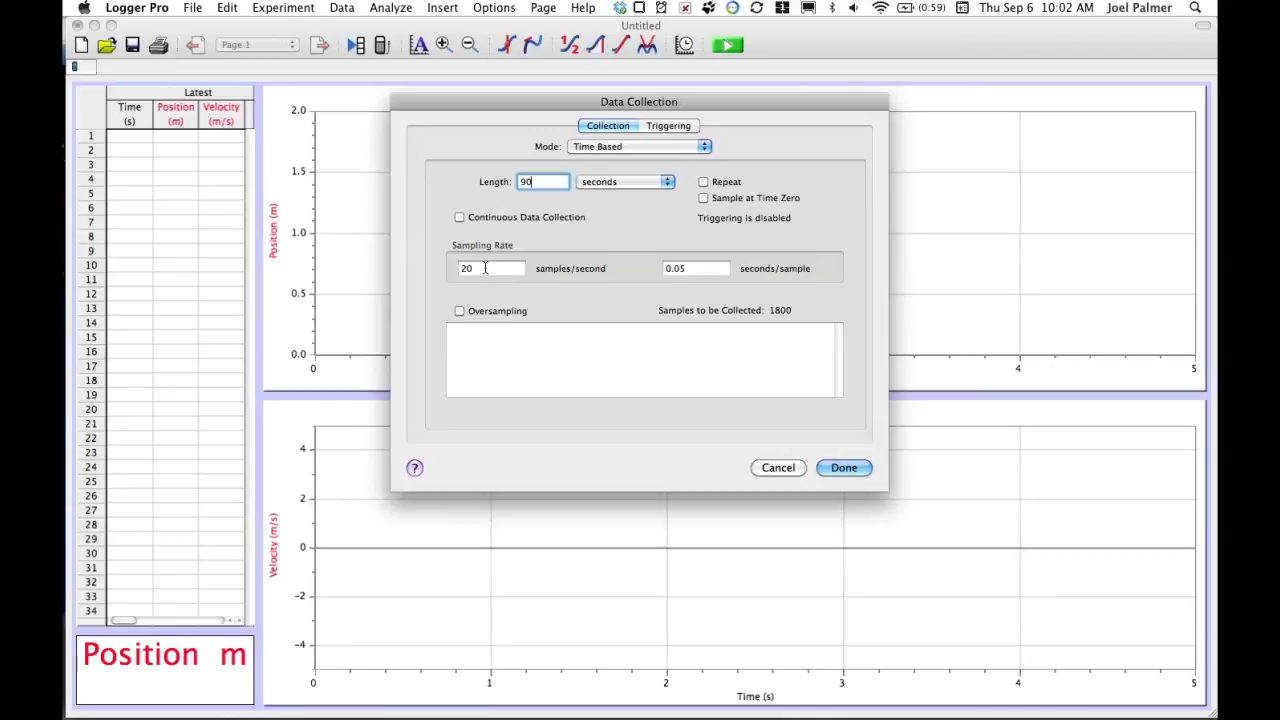 Logger Pro File Edit Experiment Data Analyze Insert Options Page Help (0:59) Thu Sep 6 10:02 AM Joel Palmer
Untitled
Page 1
Latest
Time Position Velocity
(s) (m) (m/s)
1
2
3
4
5
6
7
8
9
10
11
12
13
14
15
16
17
18
19
20
21
22
23
24
25
26
27
28
29
30
31
32
33
34
Position m
Data Collection
Collection Triggering
Mode: Time Based
Length: 90 seconds
Repeat
Sample at Time Zero
Continuous Data Collection
Triggering is disabled
Sampling Rate
20 samples/second 0.05 seconds/sample
Oversampling
Samples to be Collected: 1800
? Cancel Done
Position (m)
2.0
1.5
1.0
0.5
0.0
0 4 5
Velocity (m/s)
4
2
0
−2
−4
0 1 2 3 4 5
Time (s)